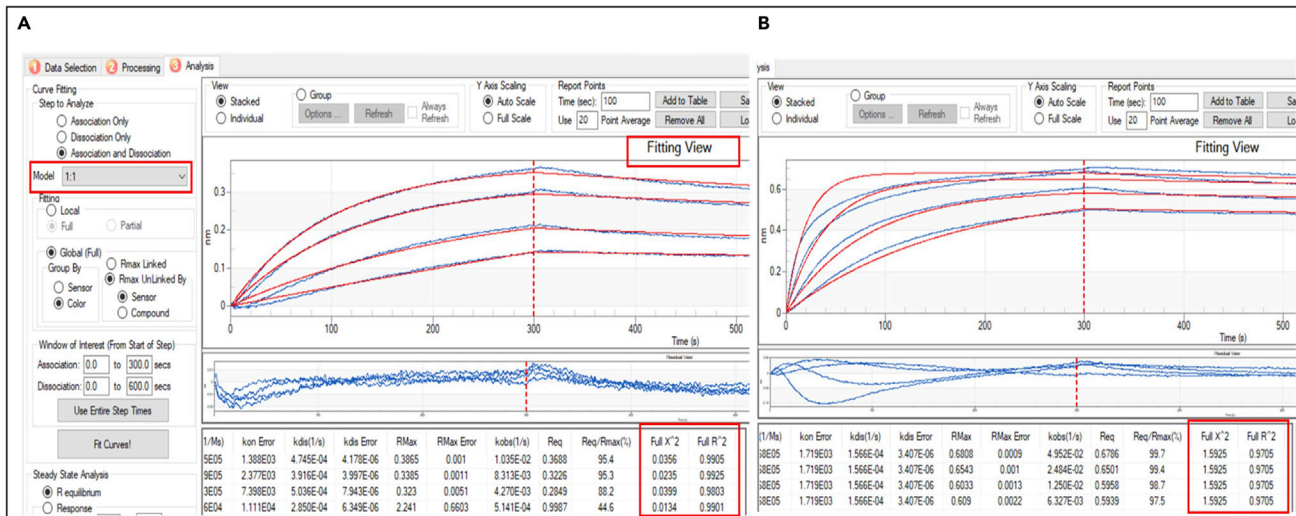 A
B
1 Data Selection 2 Processing 3 Analysis
Curve Fitting
Step to Analyze
Association Only
Dissociation Only
Association and Dissociation
Model 1:1
Fitting
Local
Full Partial
Global (Full)
Group By
Sensor
Color
Rmax Linked
Rmax UnLinked By
Sensor
Compound
Window of Interest (From Start of Step)
Association: 0.0 to 300.0 secs
Dissociation: 0.0 to 600.0 secs
Use Entire Step Times
Fit Curves!
Steady State Analysis
R equilibrium
Response
View
Stacked
Individual
Group
Options ... Refresh Always Refresh
Y Axis Scaling
Auto Scale
Full Scale
Report Points
Time (sec): 100 Add to Table Sa
Use 20 Point Average Remove All Lo
Fitting View
0.3
0.2
0.1
0
nm
0 100 200 300 400 500
Time (s)
Residual View
1/Ms) kon Error kdis(1/s) kdis Error RMax RMax Error kobs(1/s) Req Req/Rmax(%) Full X^2 Full R^2
5E05 1.388E03 4.745E-04 4.178E-06 0.3865 0.001 1.035E-02 0.3688 95.4 0.0356 0.9905
9E05 2.377E03 3.916E-04 3.997E-06 0.3385 0.0011 8.313E-03 0.3226 95.3 0.0235 0.9925
3E05 7.398E03 5.036E-04 7.943E-06 0.323 0.0051 4.270E-03 0.2849 88.2 0.0399 0.9803
6E04 1.111E04 2.850E-04 6.349E-06 2.241 0.6603 5.141E-04 0.9987 44.6 0.0134 0.9901
ysis
View
Stacked
Individual
Group
Options ... Refresh Always Refresh
Y Axis Scaling
Auto Scale
Full Scale
Report Points
Time (sec): 100 Add to Table Sa
Use 20 Point Average Remove All Lo
Fitting View
0.6
0.4
0.2
0
nm
0 100 200 300 400 500
Time (s)
Residual View
(1/Ms) kon Error kdis(1/s) kdis Error RMax RMax Error kobs(1/s) Req Req/Rmax(%) Full X^2 Full R^2
58E05 1.719E03 1.566E-04 3.407E-06 0.6808 0.0009 4.952E-02 0.6786 99.7 1.5925 0.9705
58E05 1.719E03 1.566E-04 3.407E-06 0.6543 0.001 2.484E-02 0.6501 99.4 1.5925 0.9705
58E05 1.719E03 1.566E-04 3.407E-06 0.6033 0.0013 1.250E-02 0.5958 98.7 1.5925 0.9705
58E05 1.719E03 1.566E-04 3.407E-06 0.609 0.0022 6.327E-03 0.5939 97.5 1.5925 0.9705